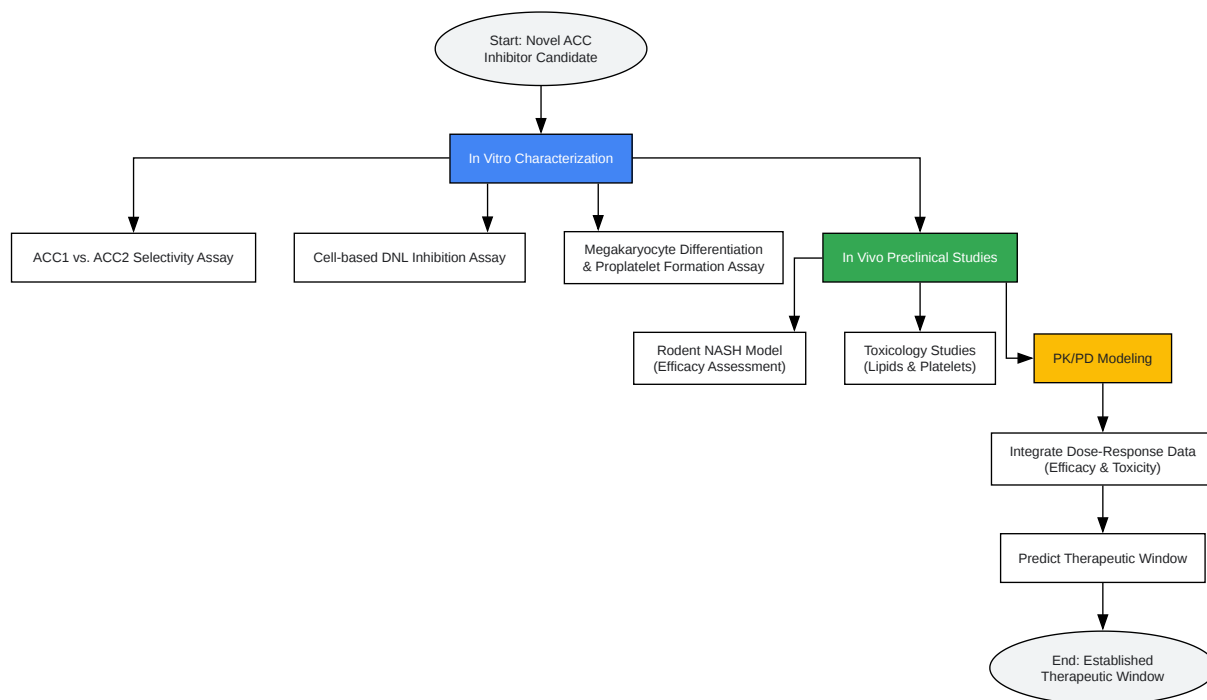 Start: Novel ACC
Inhibitor Candidate
In Vitro Characterization
ACC1 vs. ACC2 Selectivity Assay
Cell-based DNL Inhibition Assay
Megakaryocyte Differentiation
& Proplatelet Formation Assay
In Vivo Preclinical Studies
Rodent NASH Model
(Efficacy Assessment)
Toxicology Studies
(Lipids & Platelets)
PK/PD Modeling
Integrate Dose-Response Data
(Efficacy & Toxicity)
Predict Therapeutic Window
End: Established
Therapeutic Window